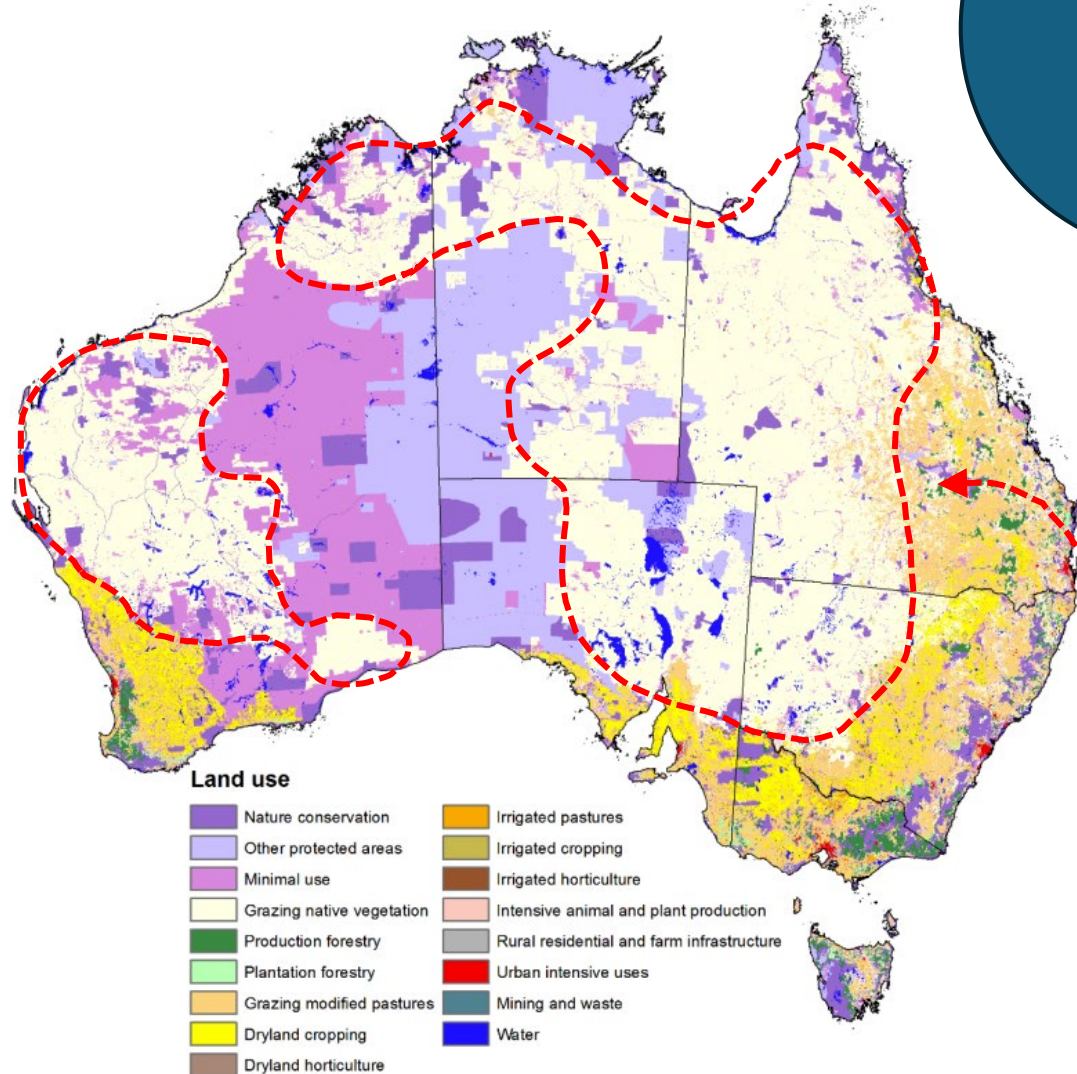 Land use
Nature conservation
Other protected areas
Minimal use
Grazing native vegetation
Production forestry
Plantation forestry
Grazing modified pastures
Dryland cropping
Dryland horticulture
Irrigated pastures
Irrigated cropping
Irrigated horticulture
Intensive animal and plant production
Rural residential and farm infrastructure
Urban intensive uses
Mining and waste
Water